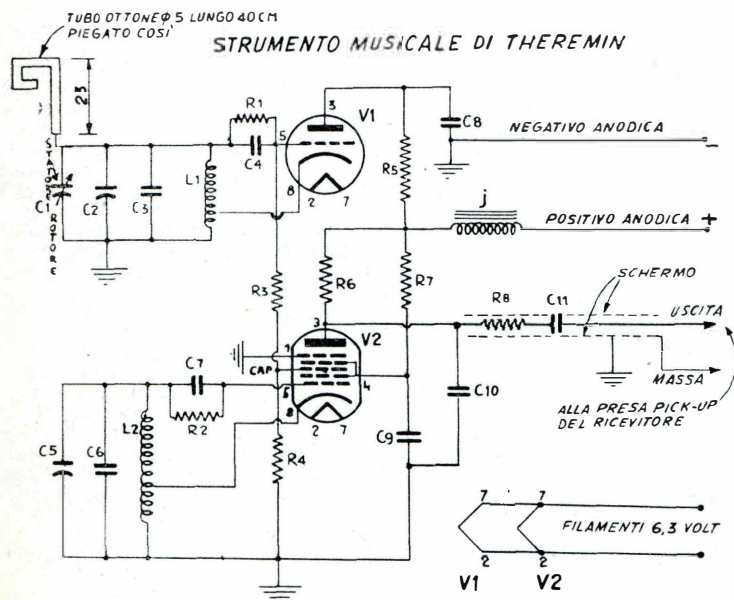 TUBO OTTONE φ 5 LUNGO 40 CM
PIEGATO COSÌ
STRUMENTO MUSICALE DI THEREMIN
23
STATORE
ROTORE
C1
C2
C3
L1
R1
C4
5
8
3
V1
2
7
C8
NEGATIVO ANODICA
-
R5
j
POSITIVO ANODICA
+
R3
R6
R7
SCHERMO
R8
C11
USCITA
MASSA
ALLA PRESA PICK-UP
DEL RICEVITORE
3
V2
1
CAP
5
4
8
2
7
C7
R2
C5
C6
L2
R4
C9
C10
7
7
FILAMENTI 6,3 VOLT
2
2
V1
V2